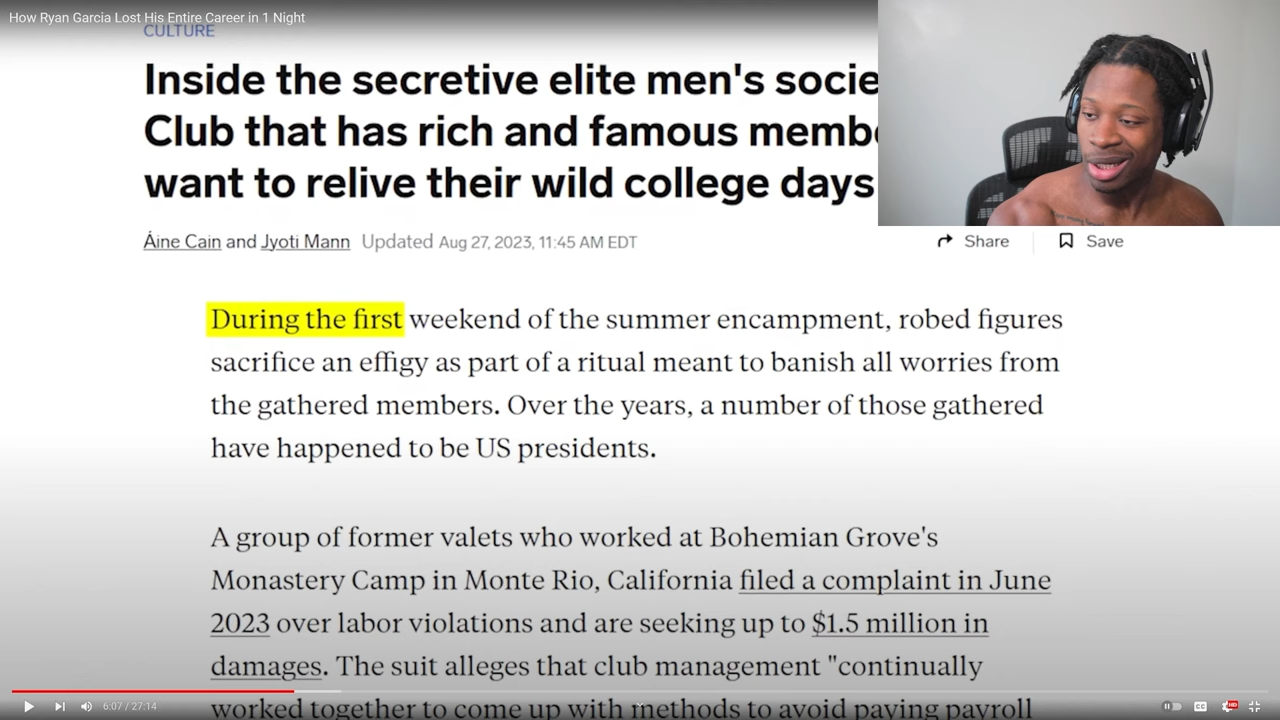 How Ryan Garcia Lost His Entire Career in 1 Night
CULTURE
Inside the secretive elite men's socie
Club that has rich and famous memb
want to relive their wild college days
Áine Cain and Jyoti Mann Updated Aug 27, 2023, 11:45 AM EDT
Share Save
During the first weekend of the summer encampment, robed figures
sacrifice an effigy as part of a ritual meant to banish all worries from
the gathered members. Over the years, a number of those gathered
have happened to be US presidents.
A group of former valets who worked at Bohemian Grove's
Monastery Camp in Monte Rio, California filed a complaint in June
2023 over labor violations and are seeking up to $1.5 million in
damages. The suit alleges that club management "continually
worked together to come up with methods to avoid paying payroll
6:07 / 27:14
CC
HD